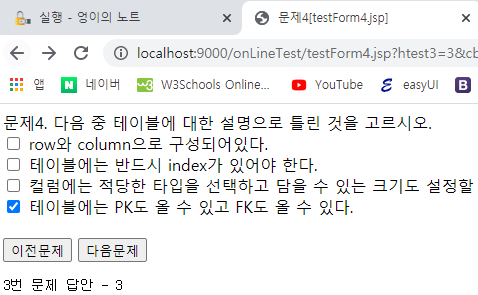 실행 - 영이의 노트
문제4[testForm4.jsp]
localhost:9000/onLineTest/testForm4.jsp?htest3=3&cb
앱
네이버
W3Schools Online...
YouTube
easyUI
문제4. 다음 중 테이블에 대한 설명으로 틀린 것을 고르시오.
row와 column으로 구성되어있다.
테이블에는 반드시 index가 있어야 한다.
컬럼에는 적당한 타입을 선택하고 담을 수 있는 크기도 설정할
테이블에는 PK도 올 수 있고 FK도 올 수 있다.
이전문제 다음문제
3번 문제 답안 - 3